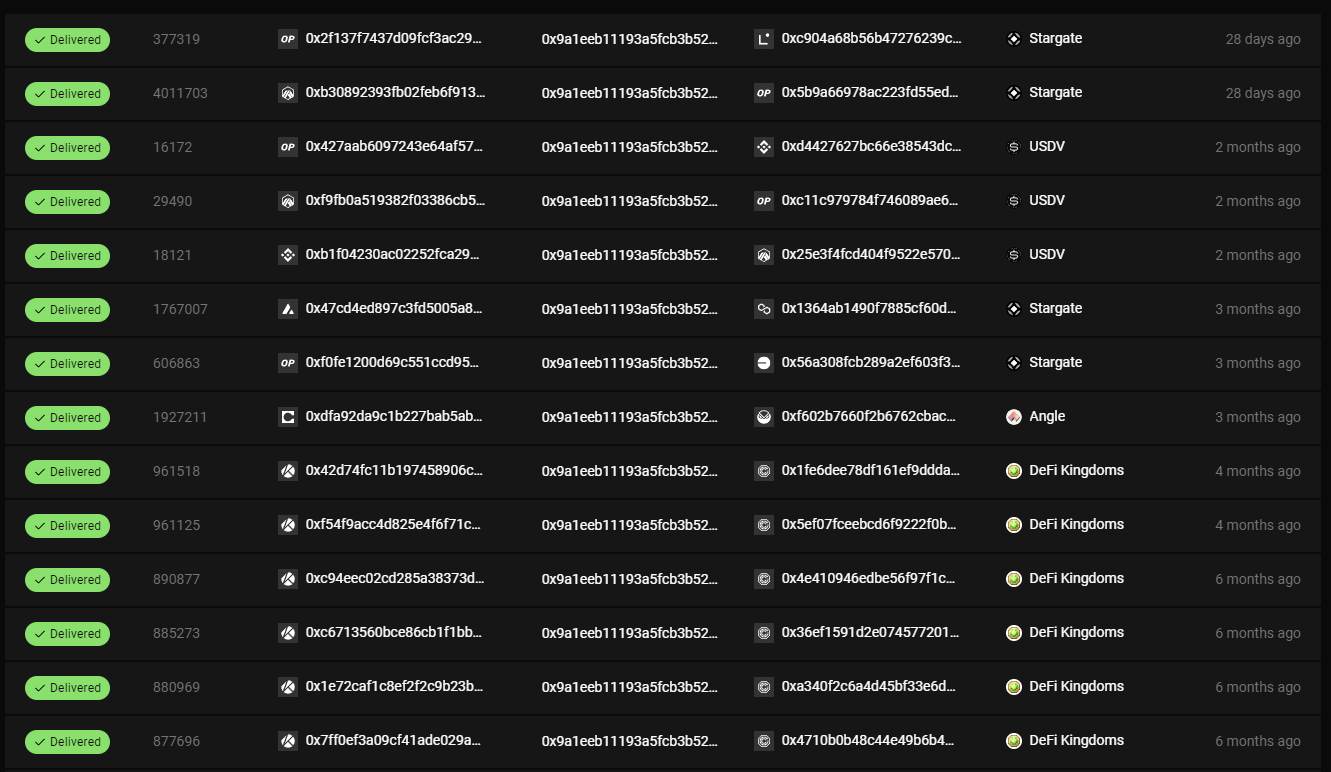 Delivered 377319 OP 0x2f137f7437d09fcf3ac29... 0x9a1eeb11193a5fcb3b52... 0xc904a68b56b47276239c... Stargate 28 days ago
Delivered 4011703 0xb30892393fb02feb6f913... 0x9a1eeb11193a5fcb3b52... OP 0x5b9a66978ac223fd55ed... Stargate 28 days ago
Delivered 16172 OP 0x427aab6097243e64af57... 0x9a1eeb11193a5fcb3b52... 0xd4427627bc66e38543dc... USDV 2 months ago
Delivered 29490 0xf9fb0a519382f03386cb5... 0x9a1eeb11193a5fcb3b52... OP 0xc11c979784f746089ae6... USDV 2 months ago
Delivered 18121 0xb1f04230ac02252fca29... 0x9a1eeb11193a5fcb3b52... 0x25e3f4fcd404f9522e570... USDV 2 months ago
Delivered 1767007 0x47cd4ed897c3fd5005a8... 0x9a1eeb11193a5fcb3b52... 0x1364ab1490f7885cf60d... Stargate 3 months ago
Delivered 606863 OP 0xf0fe1200d69c551ccd95... 0x9a1eeb11193a5fcb3b52... 0x56a308fcb289a2ef603f3... Stargate 3 months ago
Delivered 1927211 0xdfa92da9c1b227bab5ab... 0x9a1eeb11193a5fcb3b52... 0xf602b7660f2b6762cbac... Angle 3 months ago
Delivered 961518 0x42d74fc11b197458906c... 0x9a1eeb11193a5fcb3b52... 0x1fe6dee78df161ef9ddda... DeFi Kingdoms 4 months ago
Delivered 961125 0xf54f9acc4d825e4f6f71c... 0x9a1eeb11193a5fcb3b52... 0x5ef07fceebcd6f9222f0b... DeFi Kingdoms 4 months ago
Delivered 890877 0xc94eec02cd285a38373d... 0x9a1eeb11193a5fcb3b52... 0x4e410946edbe56f97f1c... DeFi Kingdoms 6 months ago
Delivered 885273 0xc6713560bce86cb1f1bb... 0x9a1eeb11193a5fcb3b52... 0x36ef1591d2e074577201... DeFi Kingdoms 6 months ago
Delivered 880969 0x1e72caf1c8ef2f2c9b23b... 0x9a1eeb11193a5fcb3b52... 0xa340f2c6a4d45bf33e6d... DeFi Kingdoms 6 months ago
Delivered 877696 0x7ff0ef3a09cf41ade029a... 0x9a1eeb11193a5fcb3b52... 0x4710b0b48c44e49b6b4... DeFi Kingdoms 6 months ago